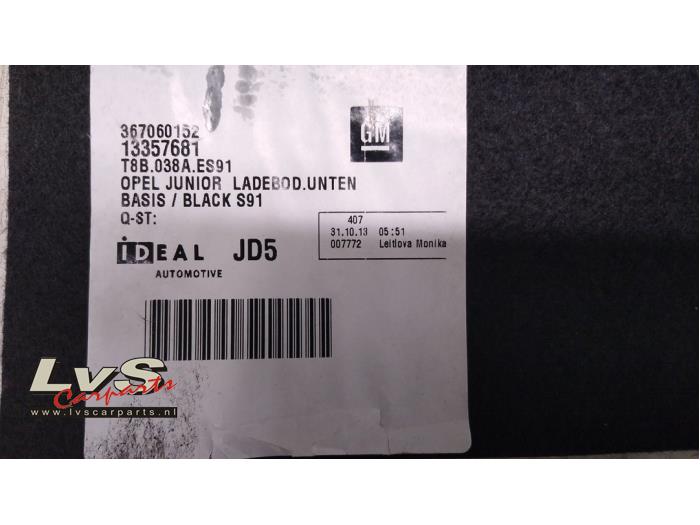 367060152
13357681
GM
T8B.038A.ES91
OPEL JUNIOR LADEBOD.UNTEN
BASIS / BLACK S91
Q-ST:
407
31.10.13 05:51
007772 Leitlova Monika
iDEAL JD5
AUTOMOTIVE
LvS
Carparts
www.lvscarparts.nl